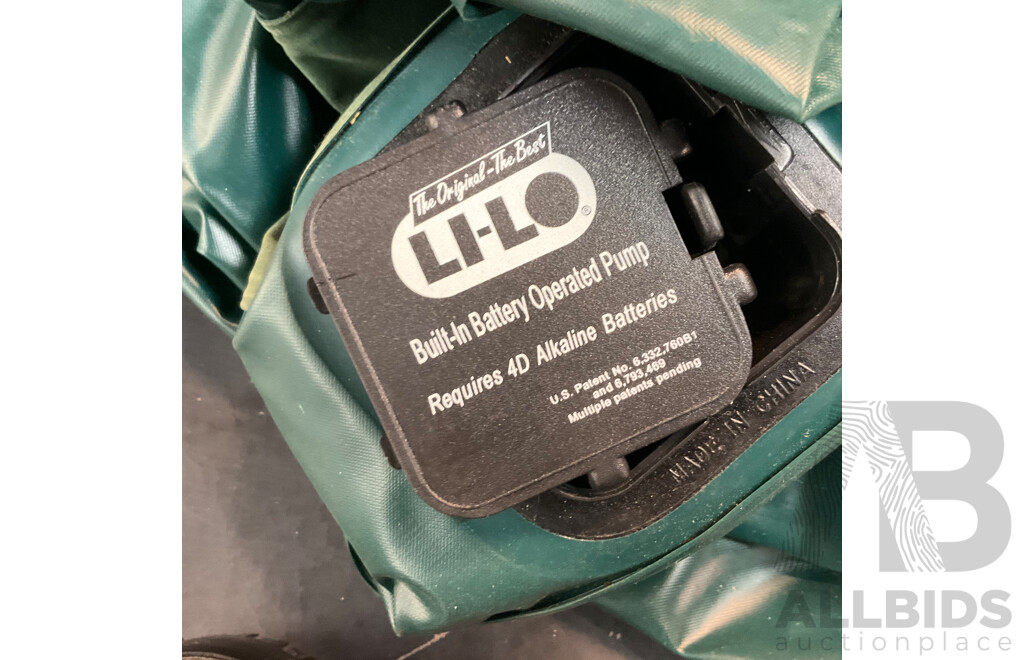 The Original - The Best
LI-LO®
Built-In Battery Operated Pump
Requires 4D Alkaline Batteries
U.S. Patent No. 6,332,760B1
and 6,793,469
Multiple patents pending
MADE IN CHINA
AB
ALLBIDS
auctionplace